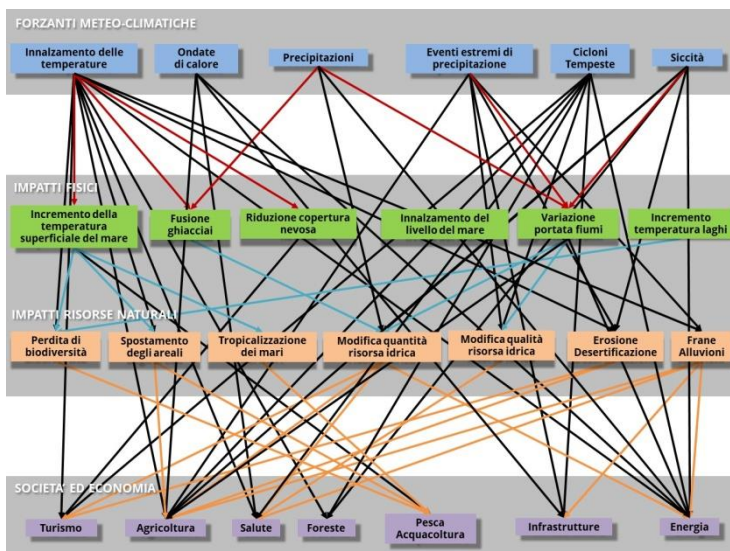 FORZANTI METEO-CLIMATICHE
Innalzamento delle
temperature
Ondate
di calore
Precipitazioni
Eventi estremi di
precipitazione
Cicloni
Tempeste
Siccità
IMPATTI FISICI
Incremento della
temperatura
superficiale del mare
Fusione
ghiacciai
Riduzione copertura
nevosa
Innalzamento del
livello del mare
Variazione
portata fiumi
Incremento
temperatura laghi
IMPATTI RISORSE NATURALI
Perdita di
biodiversità
Spostamento
degli areali
Tropicalizzazione
dei mari
Modifica quantità
risorsa idrica
Modifica qualità
risorsa idrica
Erosione
Desertificazione
Frane
Alluvioni
SOCIETA' ED ECONOMIA
Turismo
Agricoltura
Salute
Foreste
Pesca
Acquacoltura
Infrastrutture
Energia